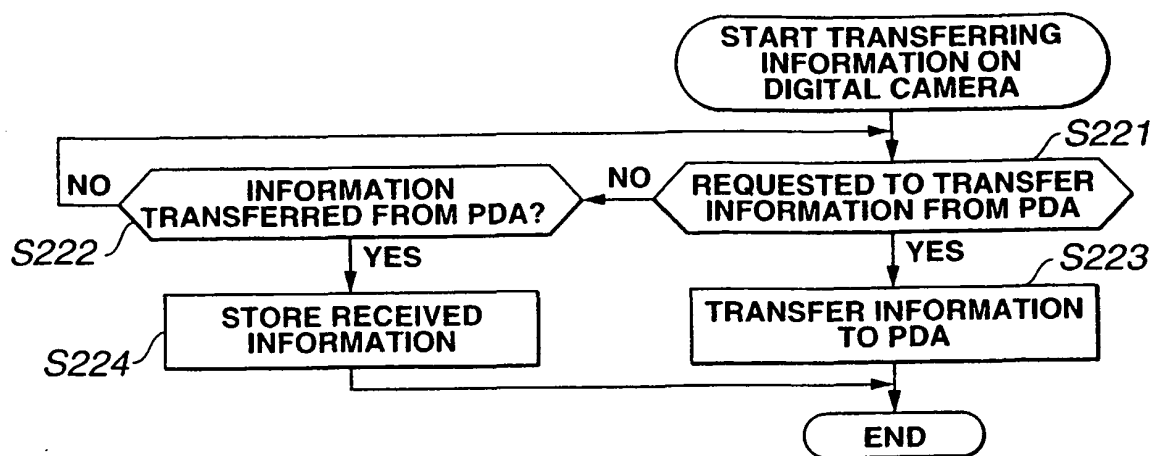 START TRANSFERRING
INFORMATION ON
DIGITAL CAMERA
S221
REQUESTED TO TRANSFER
INFORMATION FROM PDA
NO
YES
INFORMATION
TRANSFERRED FROM PDA?
NO
S222
YES
S223
TRANSFER INFORMATION
TO PDA
STORE RECEIVED
INFORMATION
S224
END